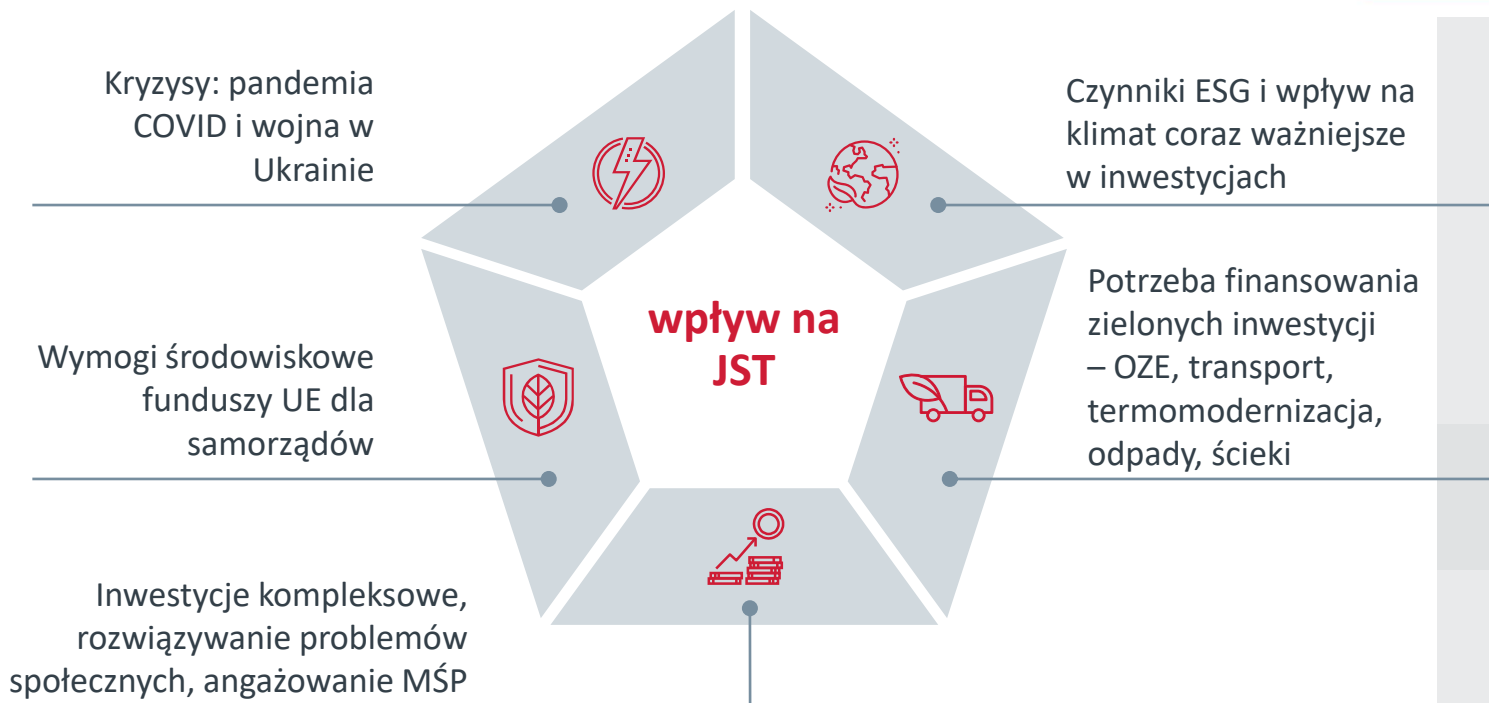 Kryzysy: pandemia
COVID i wojna w
Ukrainie
Czynniki ESG i wpływ na
klimat coraz ważniejsze
w inwestycjach
wpływ na
JST
Wymogi środowiskowe
funduszy UE dla
samorządów
Potrzeba finansowania
zielonych inwestycji
– OZE, transport,
termomodernizacja,
odpady, ścieki
Inwestycje kompleksowe,
rozwiązywanie problemów
społecznych, angażowanie MŚP